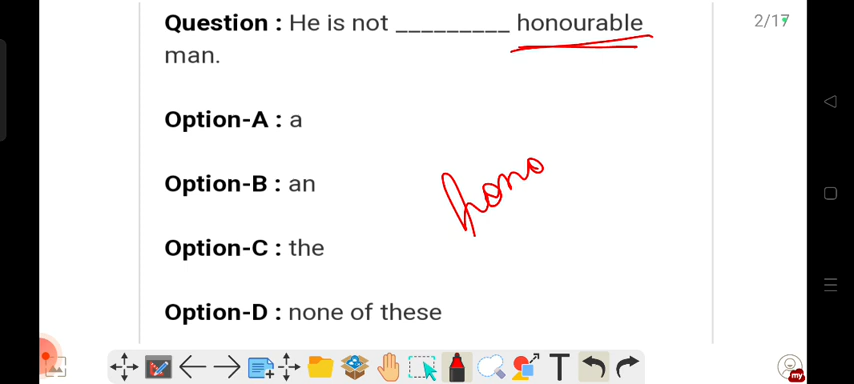 Question : He is not _________ honourable
2/17
man.
Option-A : a
Option-B : an
hono
Option-C : the
Option-D : none of these
T
my